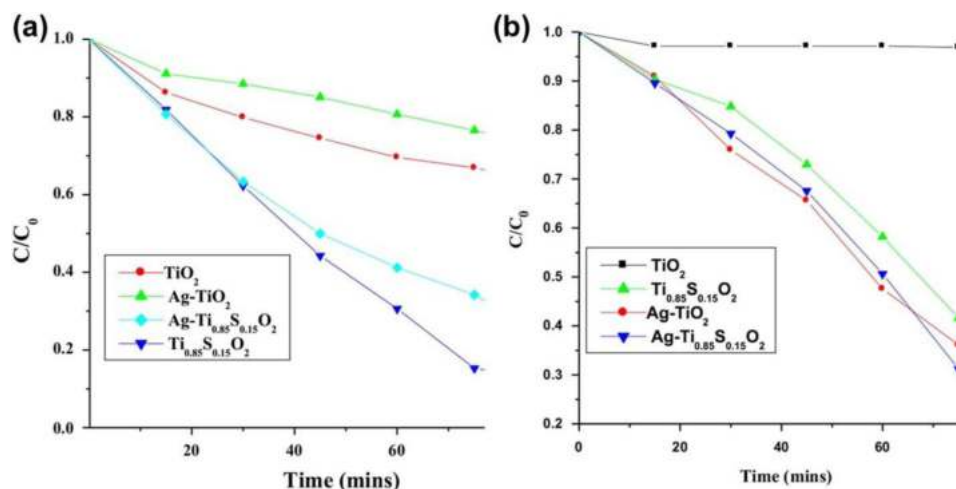 (a)
1.0
0.8
0.6
0.4
0.2
0.0
C/C₀
20
40
60
Time (mins)
TiO₂
Ag-TiO₂
Ag-Ti₀.₈₅S₀.₁₅O₂
Ti₀.₈₅S₀.₁₅O₂
(b)
1.0
0.9
0.8
0.7
0.6
0.5
0.4
0.3
0.2
C/C₀
0
20
40
60
Time (mins)
TiO₂
Ti₀.₈₅S₀.₁₅O₂
Ag-TiO₂
Ag-Ti₀.₈₅S₀.₁₅O₂